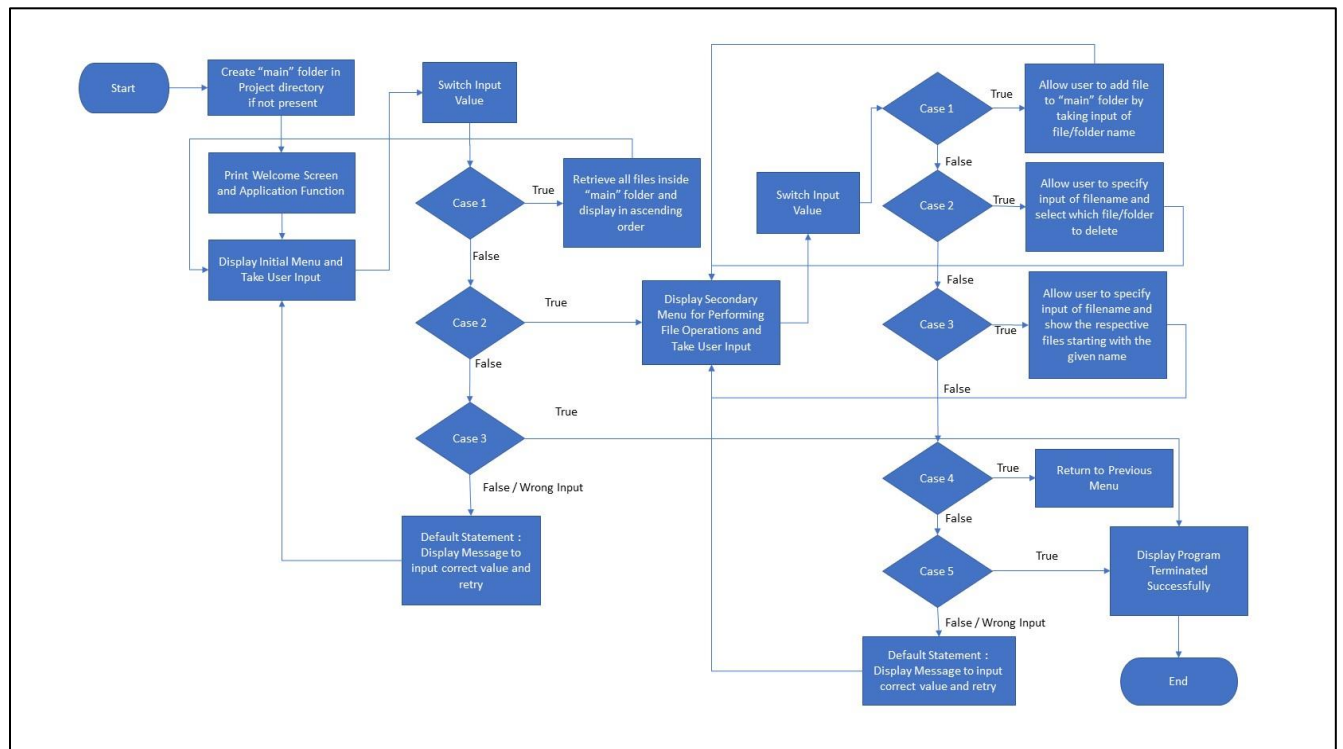 Start
Create “main” folder in
Project directory
if not present
Print Welcome Screen
and Application Function
Display Initial Menu and
Take User Input
Switch Input
Value
Case 1
True
Retrieve all files inside
“main” folder and
display in ascending
order
False
Case 2
True
False
Case 3
True
False / Wrong Input
Default Statement :
Display Message to
input correct value and
retry
Display Secondary
Menu for Performing
File Operations and
Take User Input
Switch Input
Value
Case 1
True
Allow user to add file
to “main” folder by
taking input of
file/folder name
False
Case 2
True
Allow user to specify
input of filename and
select which file/folder
to delete
False
Case 3
True
Allow user to specify
input of filename and
show the respective
files starting with the
given name
False
Case 4
True
Return to Previous
Menu
False
Case 5
True
Display Program
Terminated
Successfully
False / Wrong Input
Default Statement :
Display Message to input
correct value and retry
End